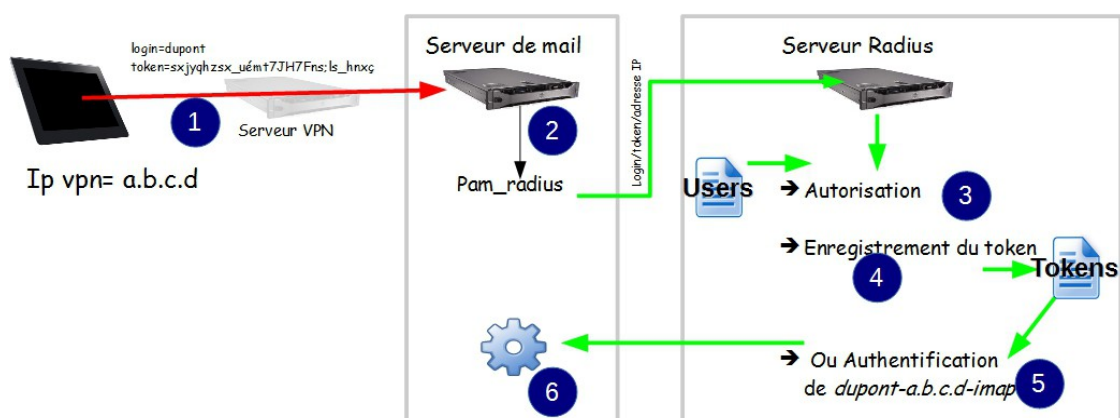 login=dupont
token=sxjyqhzsx_uémt7JH7Fns;ls_hnxç
1
Serveur VPN
Ip vpn= a.b.c.d
Serveur de mail
2
Pam_radius
Login/token/adresse IP
6
Serveur Radius
Users
➔ Autorisation
3
➔ Enregistrement du token
4
Tokens
➔ Ou Authentification
de dupont-a.b.c.d-imap
5